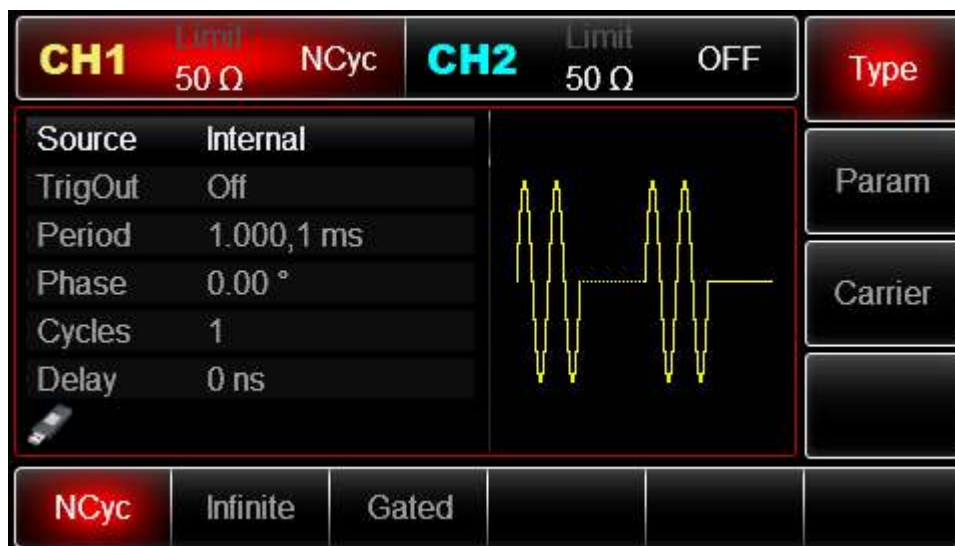 CH1 Limit 50 Ω NCyc CH2 Limit 50 Ω OFF Type
Source Internal
TrigOut Off
Param
Period 1.000,1 ms
Phase 0.00 °
Carrier
Cycles 1
Delay 0 ns
NCyc Infinite Gated